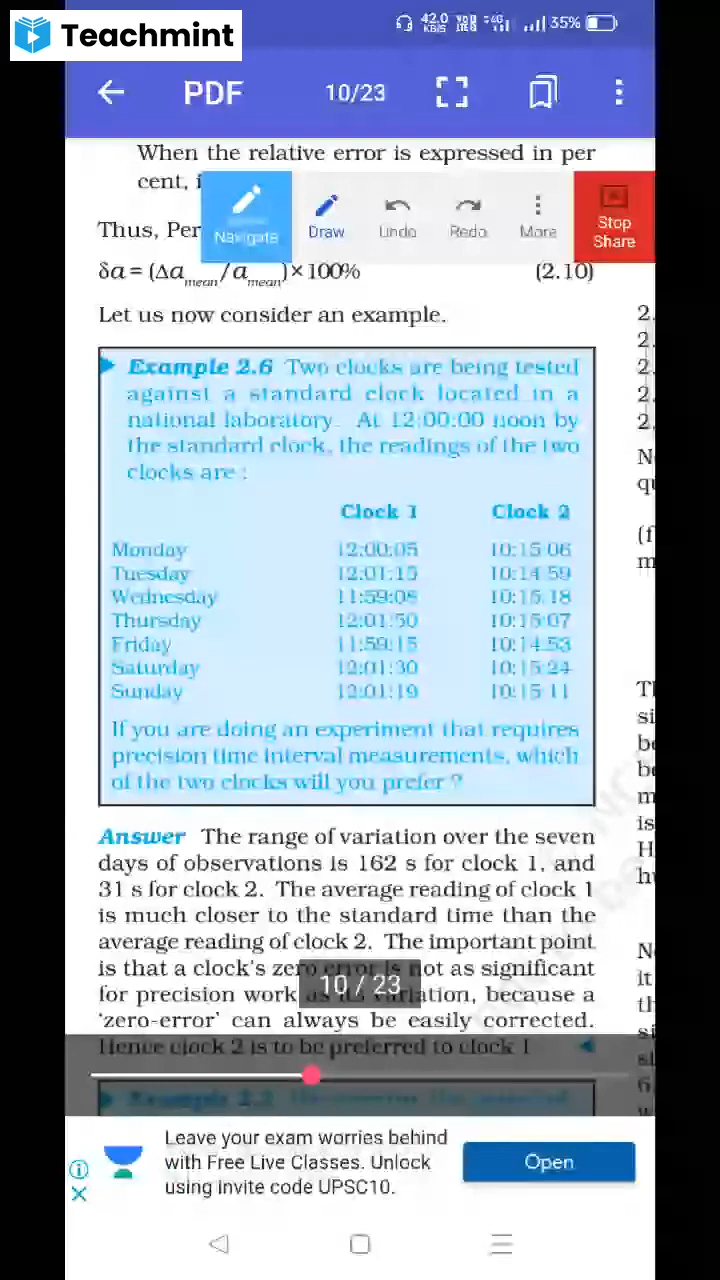 Teachmint
42.0 KB/S 4G 35%
PDF 10/23
When the relative error is expressed in per
cent,
Thus, Per
Navigate Draw Undo Redo More Stop Share
δa = (Δa mean / a mean) × 100% (2.10)
Let us now consider an example.
Example 2.6 Two clocks are being tested
against a standard clock located in a
national laboratory. At 12:00:00 noon by
the standard clock, the readings of the two
clocks are :
Clock 1 Clock 2
Monday 12:00:05 10:15:06
Tuesday 12:01:15 10:14:59
Wednesday 11:59:08 10:15:18
Thursday 12:01:50 10:15:07
Friday 11:59:15 10:14:53
Saturday 12:01:30 10:15:24
Sunday 12:01:19 10:15:11
If you are doing an experiment that requires
precision time interval measurements, which
of the two clocks will you prefer ?
Answer The range of variation over the seven
days of observations is 162 s for clock 1, and
31 s for clock 2. The average reading of clock 1
is much closer to the standard time than the
average reading of clock 2. The important point
is that a clock's zero error is not as significant
for precision work as its variation, because a
'zero-error' can always be easily corrected.
Hence clock 2 is to be preferred to clock 1
10 / 23
Leave your exam worries behind
with Free Live Classes. Unlock
using invite code UPSC10.
Open